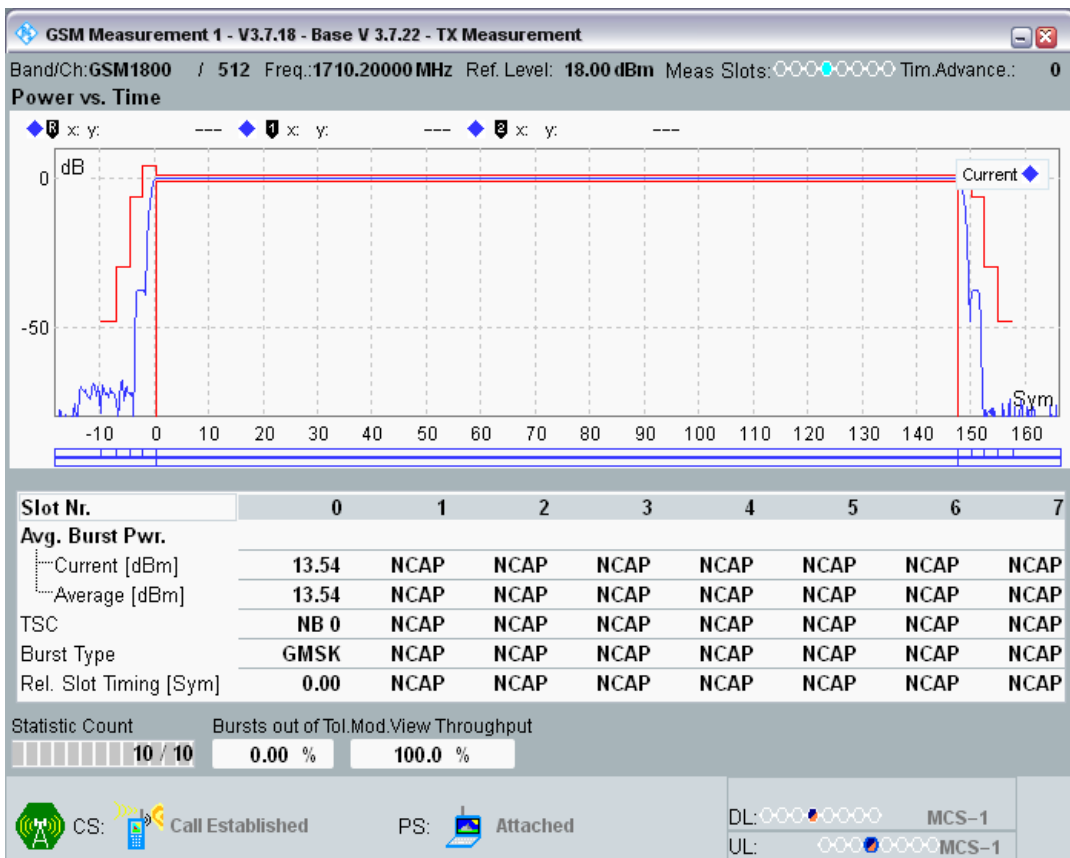 GSM Measurement 1 - V3.7.18 - Base V 3.7.22 - TX Measurement
Band/Ch:GSM1800 / 512 Freq.:1710.20000 MHz Ref. Level: 18.00 dBm Meas Slots: Tim.Advance.: 0
Power vs. Time
R x: y: --- 1 x: y: --- 2 x: y: ---
dB
Current
0
-50
Sym
-10 0 10 20 30 40 50 60 70 80 90 100 110 120 130 140 150 160
Slot Nr. 0 1 2 3 4 5 6 7
Avg. Burst Pwr.
Current [dBm] 13.54 NCAP NCAP NCAP NCAP NCAP NCAP NCAP
Average [dBm] 13.54 NCAP NCAP NCAP NCAP NCAP NCAP NCAP
TSC NB 0 NCAP NCAP NCAP NCAP NCAP NCAP NCAP
Burst Type GMSK NCAP NCAP NCAP NCAP NCAP NCAP NCAP
Rel. Slot Timing [Sym] 0.00 NCAP NCAP NCAP NCAP NCAP NCAP NCAP
Statistic Count Bursts out of Tol.Mod.View Throughput
10 / 10 0.00 % 100.0 %
CS: Call Established PS: Attached DL: MCS-1
UL: MCS-1